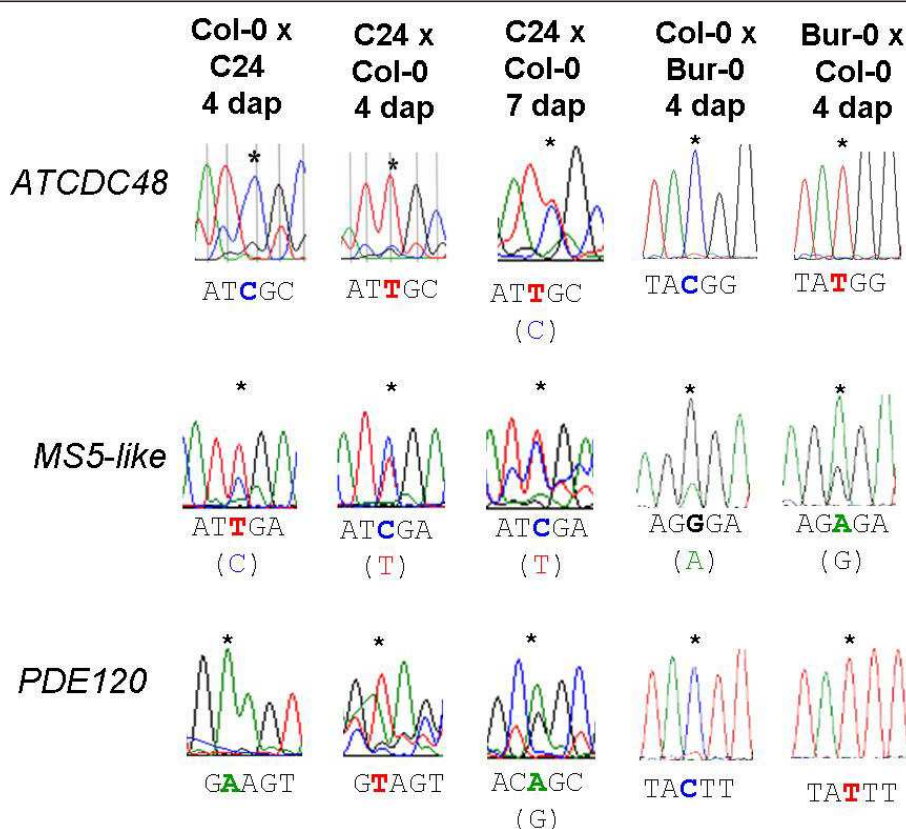 Col-0 x C24 4 dap
C24 x Col-0 4 dap
C24 x Col-0 7 dap
Col-0 x Bur-0 4 dap
Bur-0 x Col-0 4 dap
* * * * *
ATCDC48
ATCGC ATTGC ATTGC TACGG TATGG
(C)
* * * * *
MS5-like
ATTGA ATCGA ATCGA AGGGA AGAGA
(C) (T) (T) (A) (G)
* * * * *
PDE120
GAAGT GTAGT ACAGC TACTT TATTT
(G)